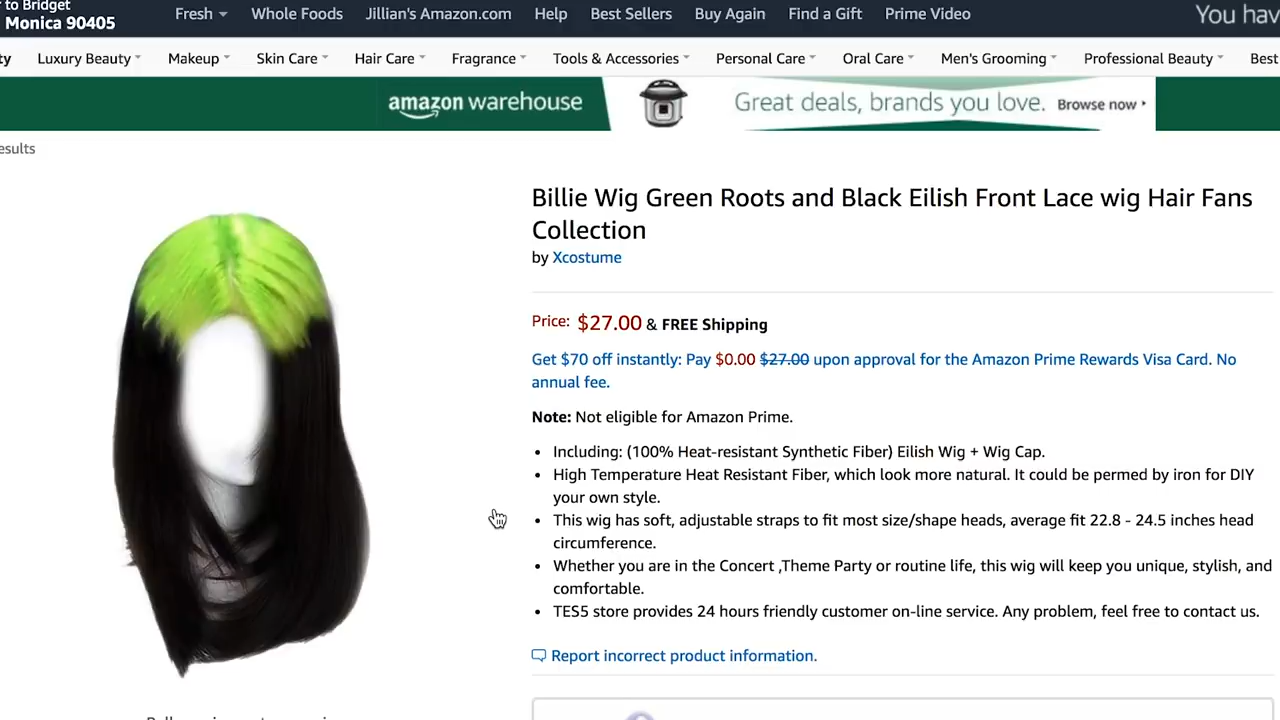 r to Bridget
Monica 90405
Fresh
Whole Foods
Jillian's Amazon.com
Help
Best Sellers
Buy Again
Find a Gift
Prime Video
You hav
ty
Luxury Beauty
Makeup
Skin Care
Hair Care
Fragrance
Tools & Accessories
Personal Care
Oral Care
Men's Grooming
Professional Beauty
Best
amazon warehouse
Great deals, brands you love. Browse now
esults
Billie Wig Green Roots and Black Eilish Front Lace wig Hair Fans
Collection
by Xcostume
Price: $27.00 & FREE Shipping
Get $70 off instantly: Pay $0.00 $27.00 upon approval for the Amazon Prime Rewards Visa Card. No
annual fee.
Note: Not eligible for Amazon Prime.
• Including: (100% Heat-resistant Synthetic Fiber) Eilish Wig + Wig Cap.
• High Temperature Heat Resistant Fiber, which look more natural. It could be permed by iron for DIY
your own style.
• This wig has soft, adjustable straps to fit most size/shape heads, average fit 22.8 - 24.5 inches head
circumference.
• Whether you are in the Concert ,Theme Party or routine life, this wig will keep you unique, stylish, and
comfortable.
• TES5 store provides 24 hours friendly customer on-line service. Any problem, feel free to contact us.
Report incorrect product information.